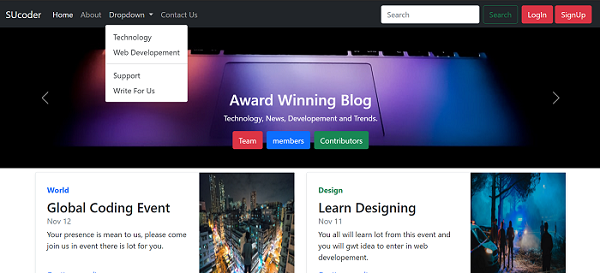 SUcoder Home About Dropdown Contact Us Search Search LogIn SignUp
Technology
Web Developement
Support
Write For Us
Award Winning Blog
Technology, News, Developement and Trends.
Team members Contributors
World
Global Coding Event
Nov 12
Your presence is mean to us, please come
join us in event there is lot for you.
Design
Learn Designing
Nov 11
You all will learn lot from this event and
you will gwt idea to enter in web
developement.